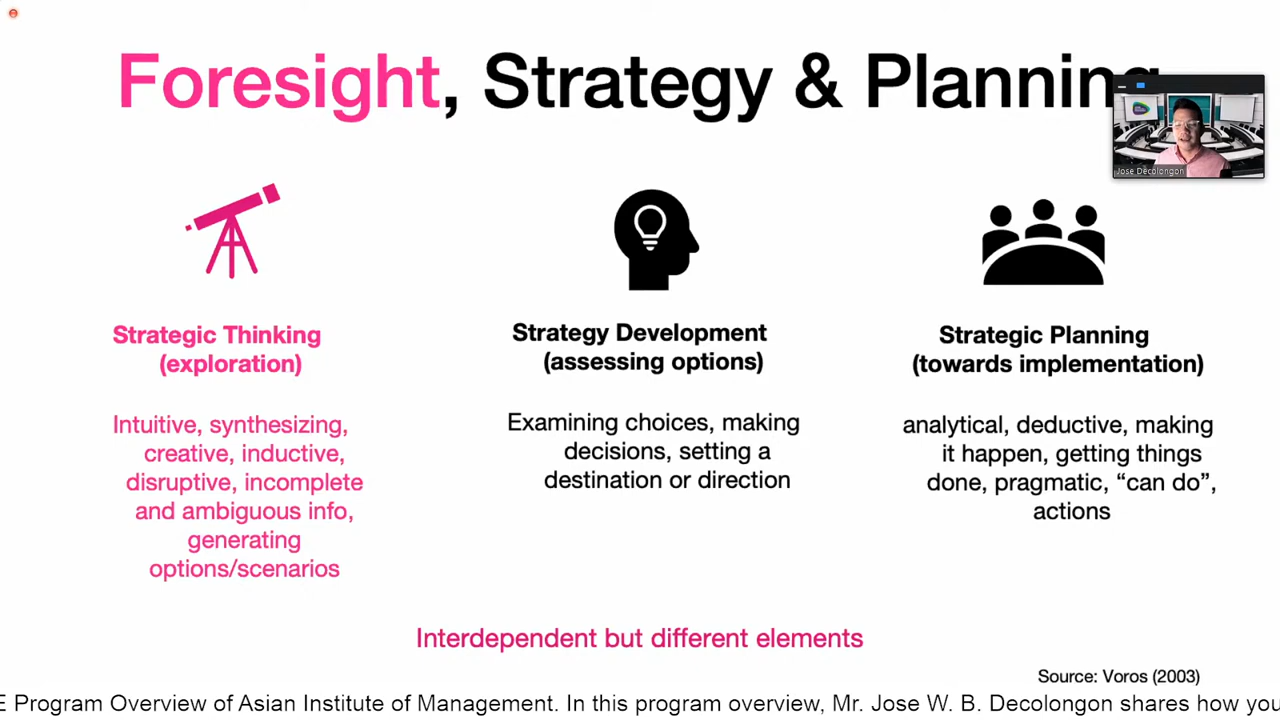 Foresight, Strategy & Planning
Jose Decolongon
Strategic Thinking
(exploration)
Intuitive, synthesizing,
creative, inductive,
disruptive, incomplete
and ambiguous info,
generating
options/scenarios
Strategy Development
(assessing options)
Examining choices, making
decisions, setting a
destination or direction
Strategic Planning
(towards implementation)
analytical, deductive, making
it happen, getting things
done, pragmatic, “can do”,
actions
Interdependent but different elements
Source: Voros (2003)
E Program Overview of Asian Institute of Management. In this program overview, Mr. Jose W. B. Decolongon shares how you